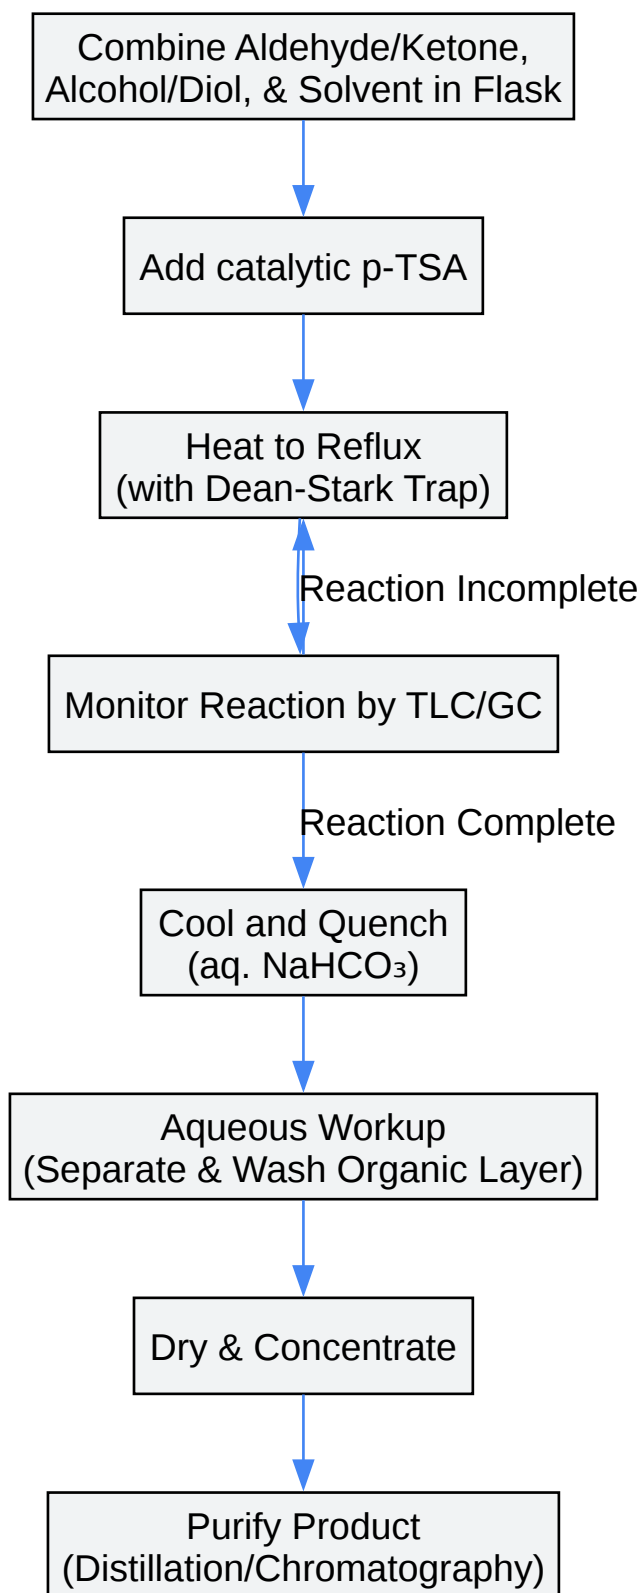 Combine Aldehyde/Ketone,
Alcohol/Diol, & Solvent in Flask
Add catalytic p-TSA
Heat to Reflux
(with Dean-Stark Trap)
Reaction Incomplete
Monitor Reaction by TLC/GC
Reaction Complete
Cool and Quench
(aq. NaHCO₃)
Aqueous Workup
(Separate & Wash Organic Layer)
Dry & Concentrate
Purify Product
(Distillation/Chromatography)